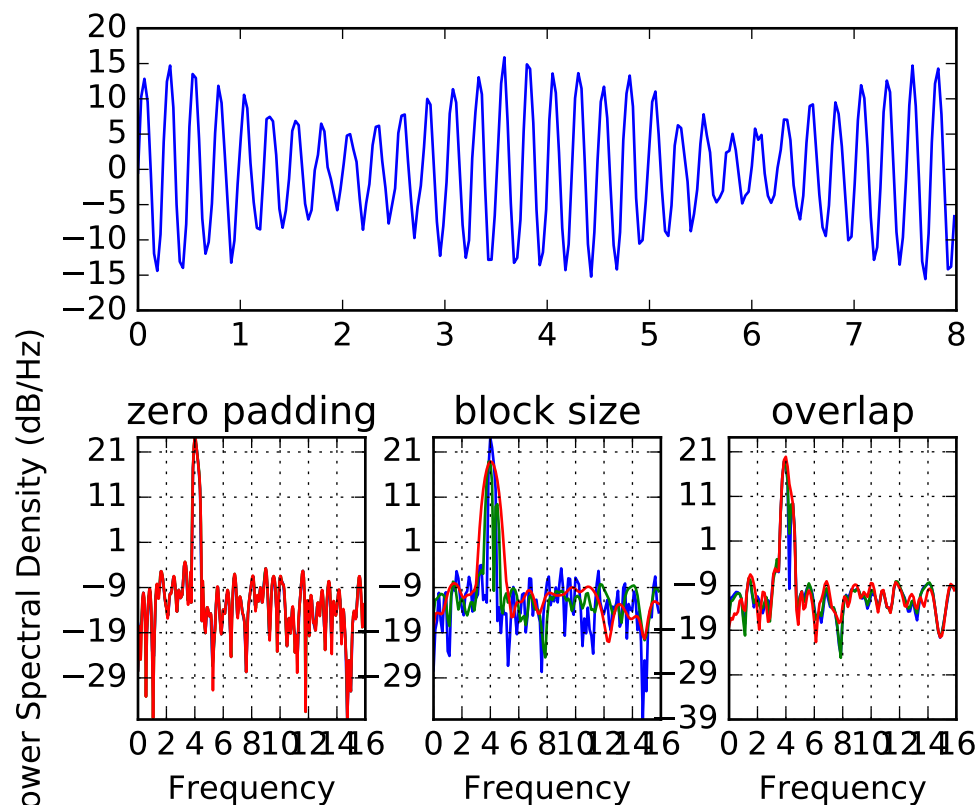 20
15
10
5
0
−5
−10
−15
−20
0 1 2 3 4 5 6 7 8
ower Spectral Density (dB/Hz)
zero padding
21
11
1
−9
−19
−29
0 2 4 6 8 10 12 14 16
Frequency
block size
21
11
1
−9
−19
−29
0 2 4 6 8 10 12 14 16
Frequency
overlap
21
11
1
−9
−19
−29
−39
0 2 4 6 8 10 12 14 16
Frequency